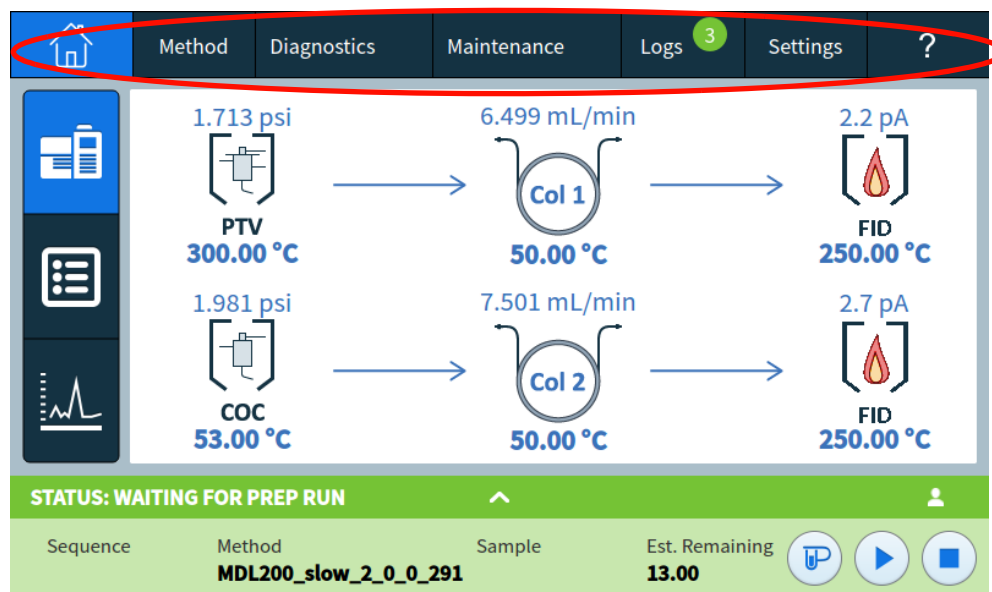 Method Diagnostics Maintenance Logs 3 Settings ?
1.713 psi 6.499 mL/min 2.2 pA
Col 1
PTV FID
300.00 °C 50.00 °C 250.00 °C
1.981 psi 7.501 mL/min 2.7 pA
Col 2
COC FID
53.00 °C 50.00 °C 250.00 °C
STATUS: WAITING FOR PREP RUN
Sequence Method Sample Est. Remaining
MDL200_slow_2_0_0_291 13.00